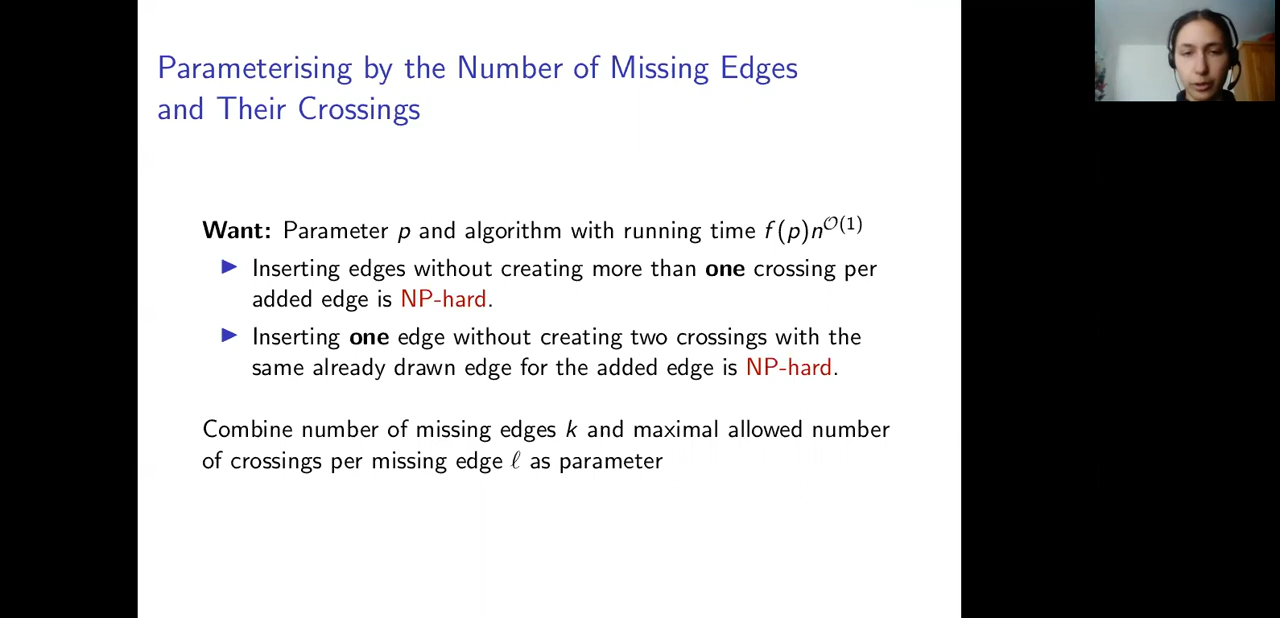 Parameterising by the Number of Missing Edges
and Their Crossings
Want: Parameter p and algorithm with running time f(p)n^O(1)
▶ Inserting edges without creating more than one crossing per
added edge is NP-hard.
▶ Inserting one edge without creating two crossings with the
same already drawn edge for the added edge is NP-hard.
Combine number of missing edges k and maximal allowed number
of crossings per missing edge ℓ as parameter